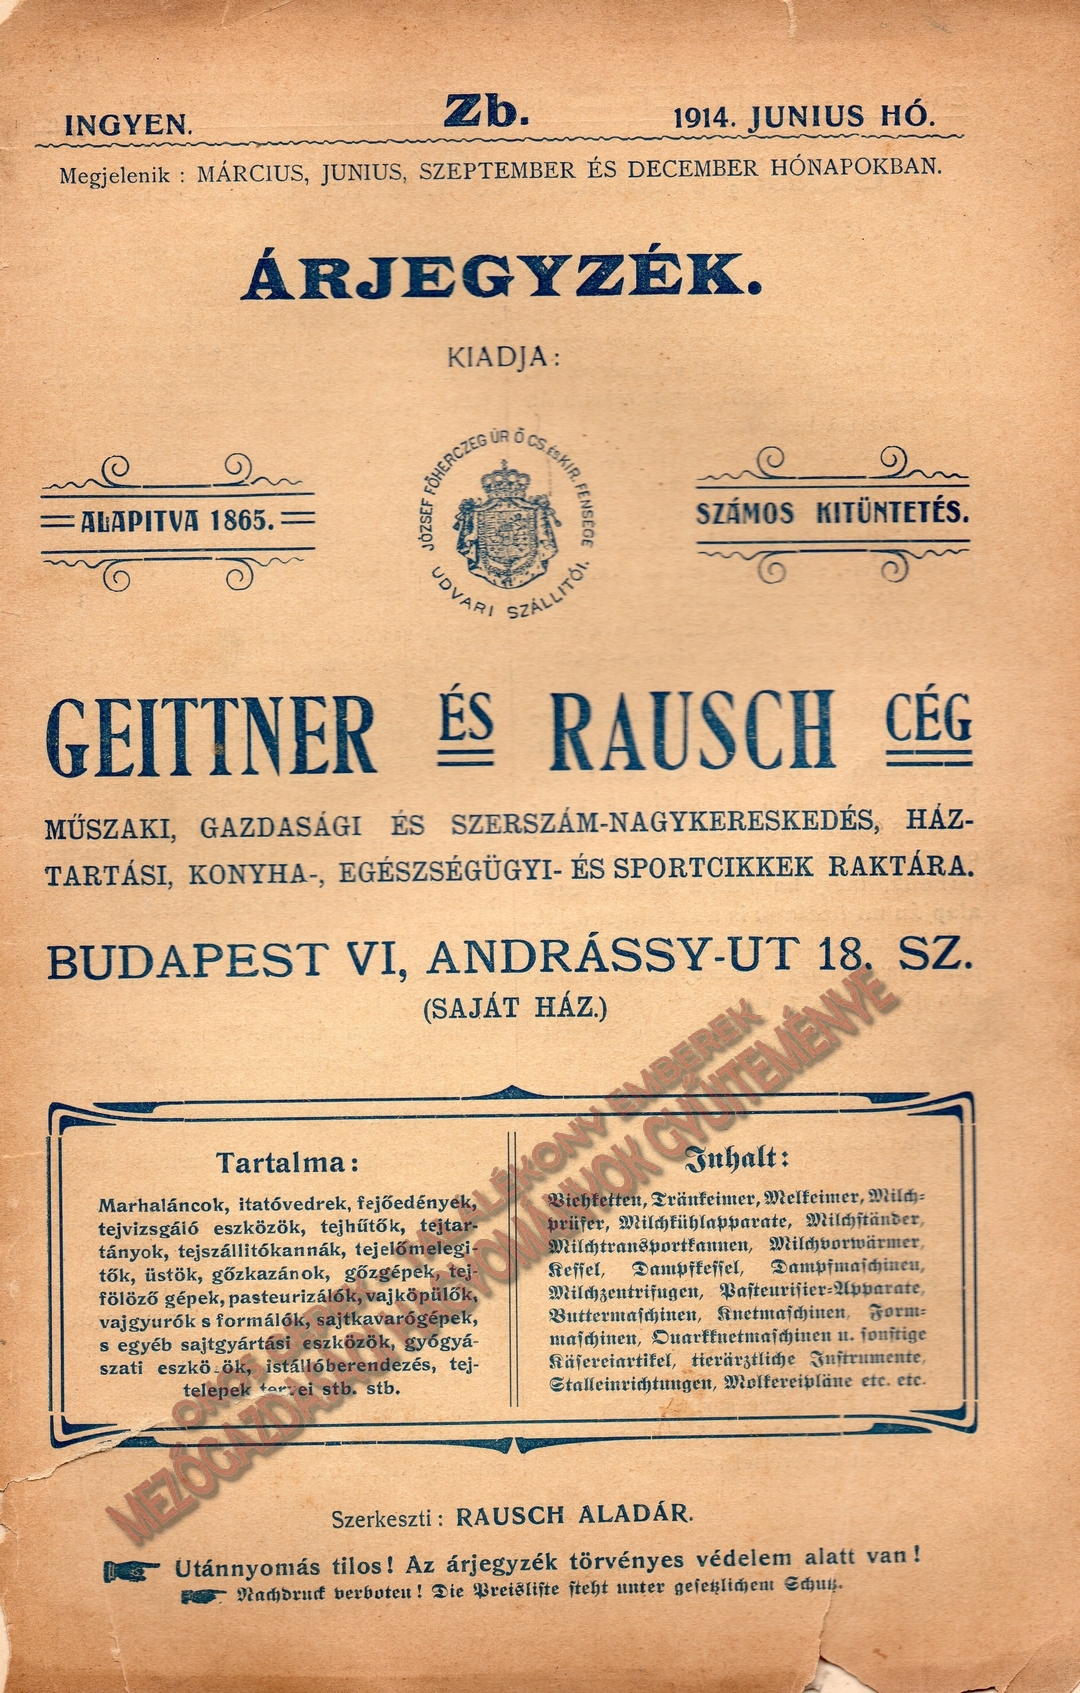 INGYEN. Zb. 1914. JUNIUS HÓ.
Megjelenik : MÁRCIUS, JUNIUS, SZEPTEMBER ÉS DECEMBER HÓNAPOKBAN.
ÁRJEGYZÉK.
KIADJA:
JÓZSEF FŐHERCZEG ÚR Ő CS. és KIR. FENSÉGE
UDVARI SZÁLLITÓI.
ALAPITVA 1865.
SZÁMOS KITÜNTETÉS.
GEITTNER ÉS RAUSCH CÉG
MŰSZAKI, GAZDASÁGI ÉS SZERSZÁM-NAGYKERESKEDÉS, HÁZ-
TARTÁSI, KONYHA-, EGÉSZSÉGÜGYI- ÉS SPORTCIKKEK RAKTÁRA.
BUDAPEST VI, ANDRÁSSY-UT 18. SZ.
(SAJÁT HÁZ.)
Tartalma:
Marhaláncok, itatóvedrek, fejőedények,
tejvizsgáló eszközök, tejhűtők, tejtar-
tányok, tejszállitókannák, tejelőmelegi-
tők, üstök, gőzkazánok, gőzgépek, tej-
fölöző gépek, pasteurizálók, vajköpülők,
vajgyurók s formálók, sajtkavarógépek,
s egyéb sajtgyártási eszközök, gyógyá-
szati eszközök, istállóberendezés, tej-
telepek tervei stb. stb.
Inhalt:
Viehketten, Tränkeimer, Melkeimer, Milch-
prüfer, Milchkühlapparate, Milchständer,
Milchtransportkannen, Milchvorwärmer,
Kessel, Dampfkessel, Dampfmaschinen,
Milchzentrifugen, Pasteurisier-Apparate,
Buttermaschinen, Knetmaschinen, Form-
maschinen, Quarkknetmaschinen u. sonstige
Käsereiartikel, tierärztliche Instrumente,
Stalleinrichtungen, Molkereipläne etc. etc.
Szerkeszti: RAUSCH ALADÁR.
Utánnyomás tilos! Az árjegyzék törvényes védelem alatt van!
Nachdruck verboten! Die Preisliste steht unter gesetzlichem Schutz.
EMBEREK
MEZŐGAZDASÁGI NYOMTATVÁNYOK GYŰJTEMÉNYE